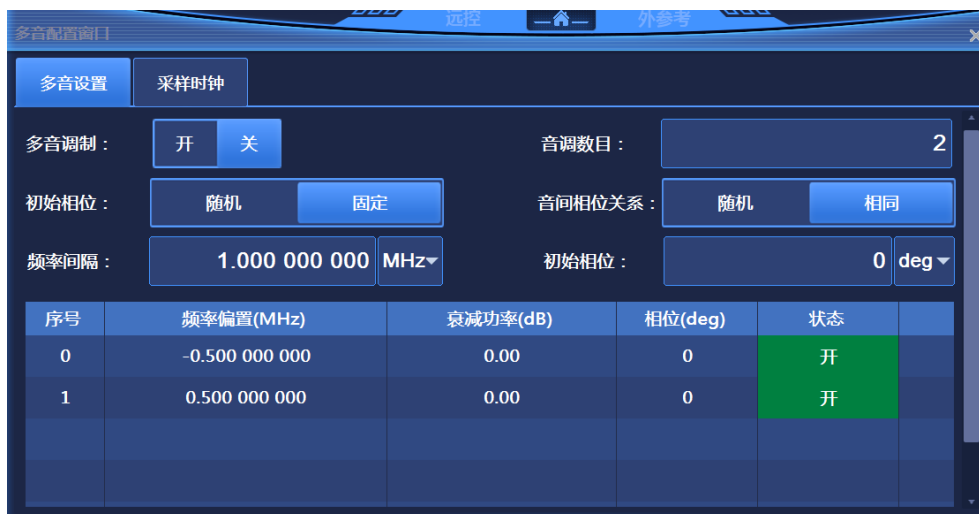 远控 外参考
多音配置窗口
多音设置 采样时钟
多音调制： 开 关 音调数目： 2
初始相位： 随机 固定 音间相位关系： 随机 相同
频率间隔： 1.000 000 000 MHz 初始相位： 0 deg
序号 频率偏置(MHz) 衰减功率(dB) 相位(deg) 状态
0 -0.500 000 000 0.00 0 开
1 0.500 000 000 0.00 0 开